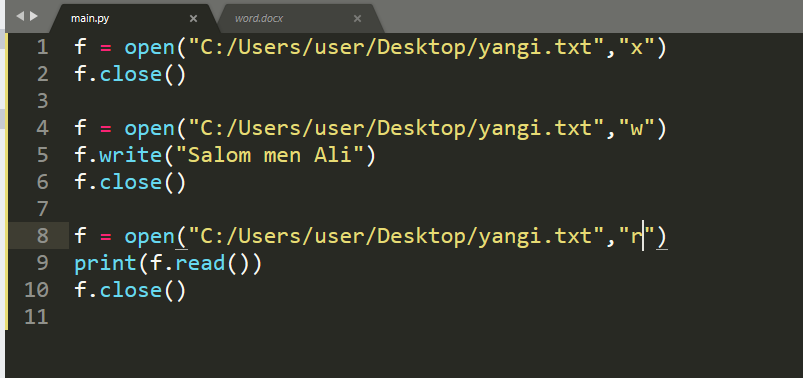 main.py × word.docx ×
1 f = open("C:/Users/user/Desktop/yangi.txt","x")
2 f.close()
3
4 f = open("C:/Users/user/Desktop/yangi.txt","w")
5 f.write("Salom men Ali")
6 f.close()
7
8 f = open("C:/Users/user/Desktop/yangi.txt","r")
9 print(f.read())
10 f.close()
11